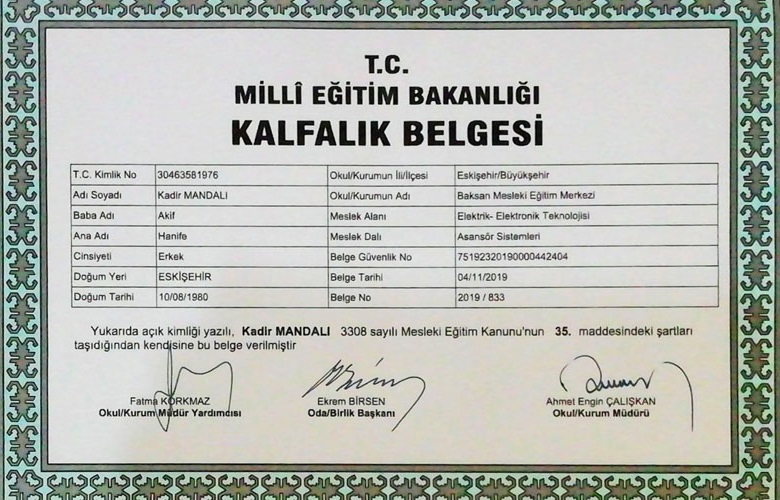 T.C.
MİLLÎ EĞİTİM BAKANLIĞI
KALFALIK BELGESİ
T.C. Kimlik No 30463581976 Okul/Kurumun İli/İlçesi Eskişehir/Büyükşehir
Adı Soyadı Kadir MANDALI Okul/Kurumun Adı Baksan Mesleki Eğitim Merkezi
Baba Adı Akif Meslek Alanı Elektrik- Elektronik Teknolojisi
Ana Adı Hanife Meslek Dalı Asansör Sistemleri
Cinsiyeti Erkek Belge Güvenlik No 75192320190000442404
Doğum Yeri ESKİŞEHİR Belge Tarihi 04/11/2019
Doğum Tarihi 10/08/1980 Belge No 2019 / 833
Yukarıda açık kimliği yazılı, Kadir MANDALI 3308 sayılı Mesleki Eğitim Kanunu'nun 35. maddesindeki şartları
taşıdığından kendisine bu belge verilmiştir
Fatma KORKMAZ Ekrem BİRSEN Ahmet Engin ÇALIŞKAN
Okul/Kurum Müdür Yardımcısı Oda/Birlik Başkanı Okul/Kurum Müdürü